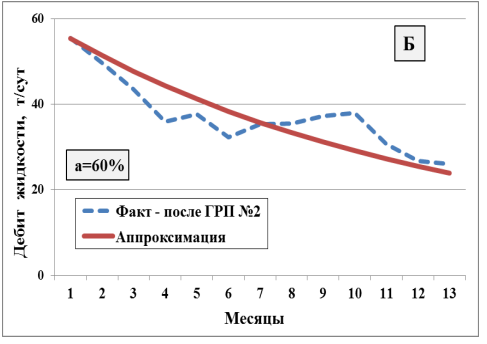 60
40
20
0
Дебит жидкости, т/сут
Б
a=60%
Факт - после ГРП №2
Аппроксимация
1 2 3 4 5 6 7 8 9 10 11 12 13
Месяцы